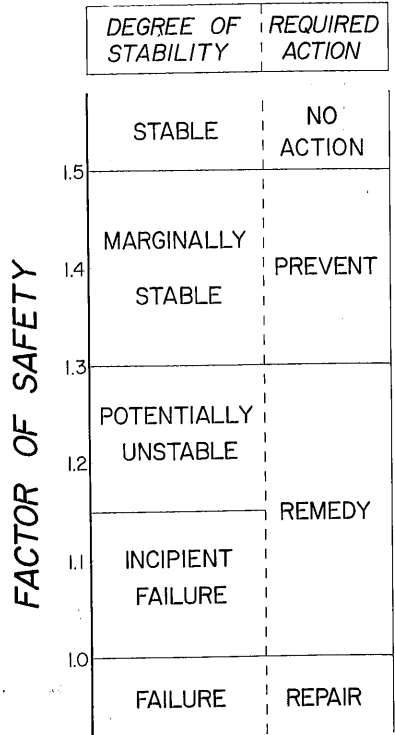 DEGREE OF STABILITY
REQUIRED ACTION
STABLE
NO ACTION
1.5
MARGINALLY STABLE
1.4
PREVENT
1.3
POTENTIALLY UNSTABLE
1.2
REMEDY
INCIPIENT FAILURE
1.1
1.0
FAILURE
REPAIR
FACTOR OF SAFETY